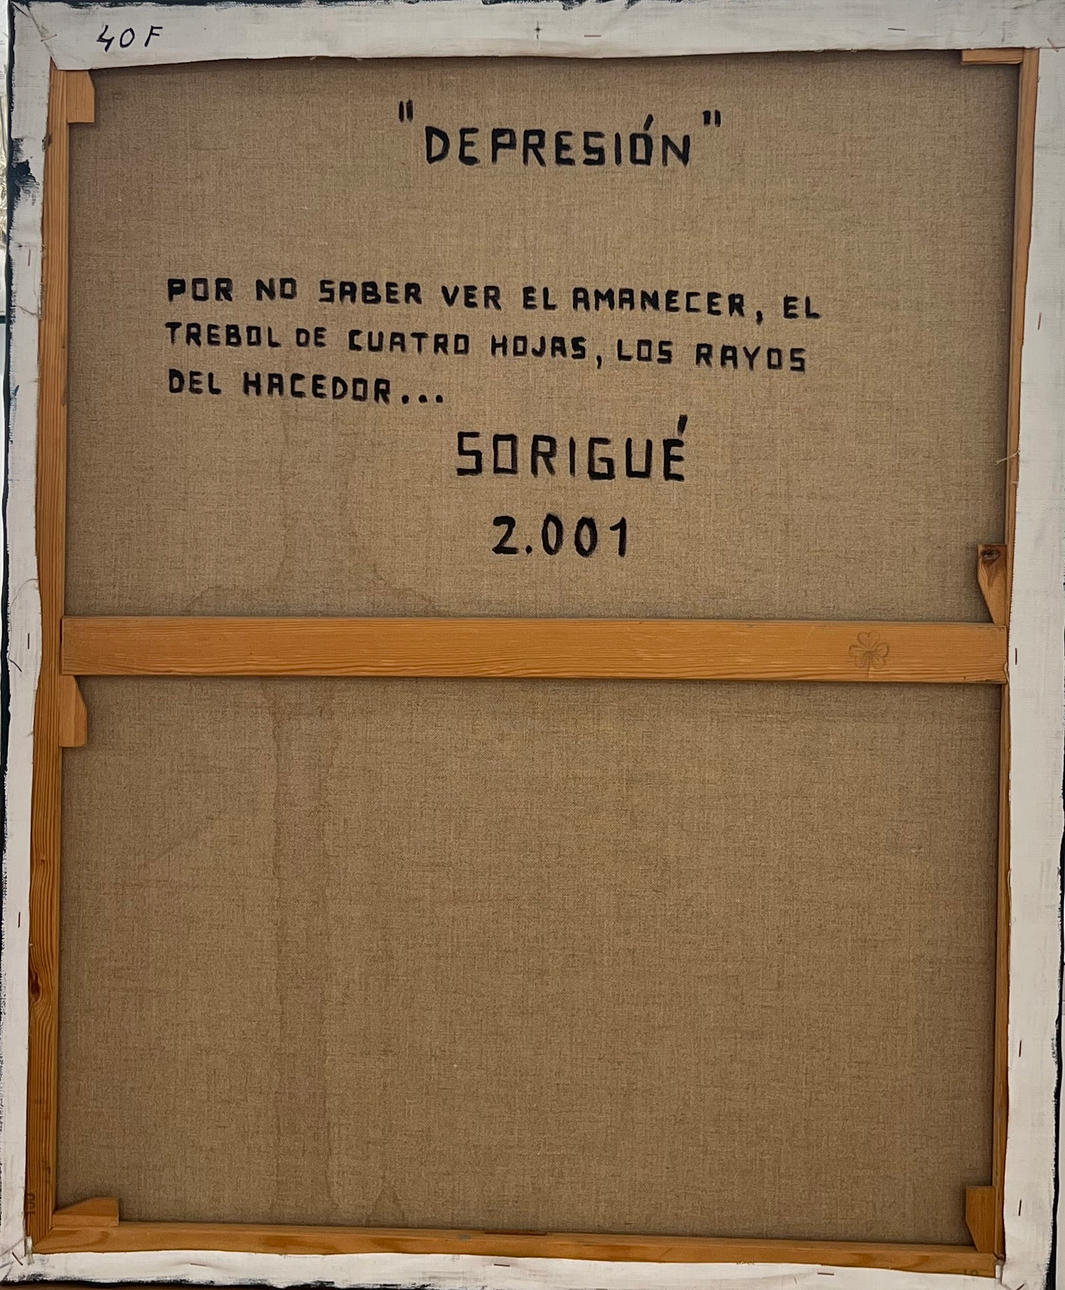 40F
"DEPRESIÓN"
POR NO SABER VER EL AMANECER, EL
TREBOL DE CUATRO HOJAS, LOS RAYOS
DEL HACEDOR...
SORIGUÉ
2.001